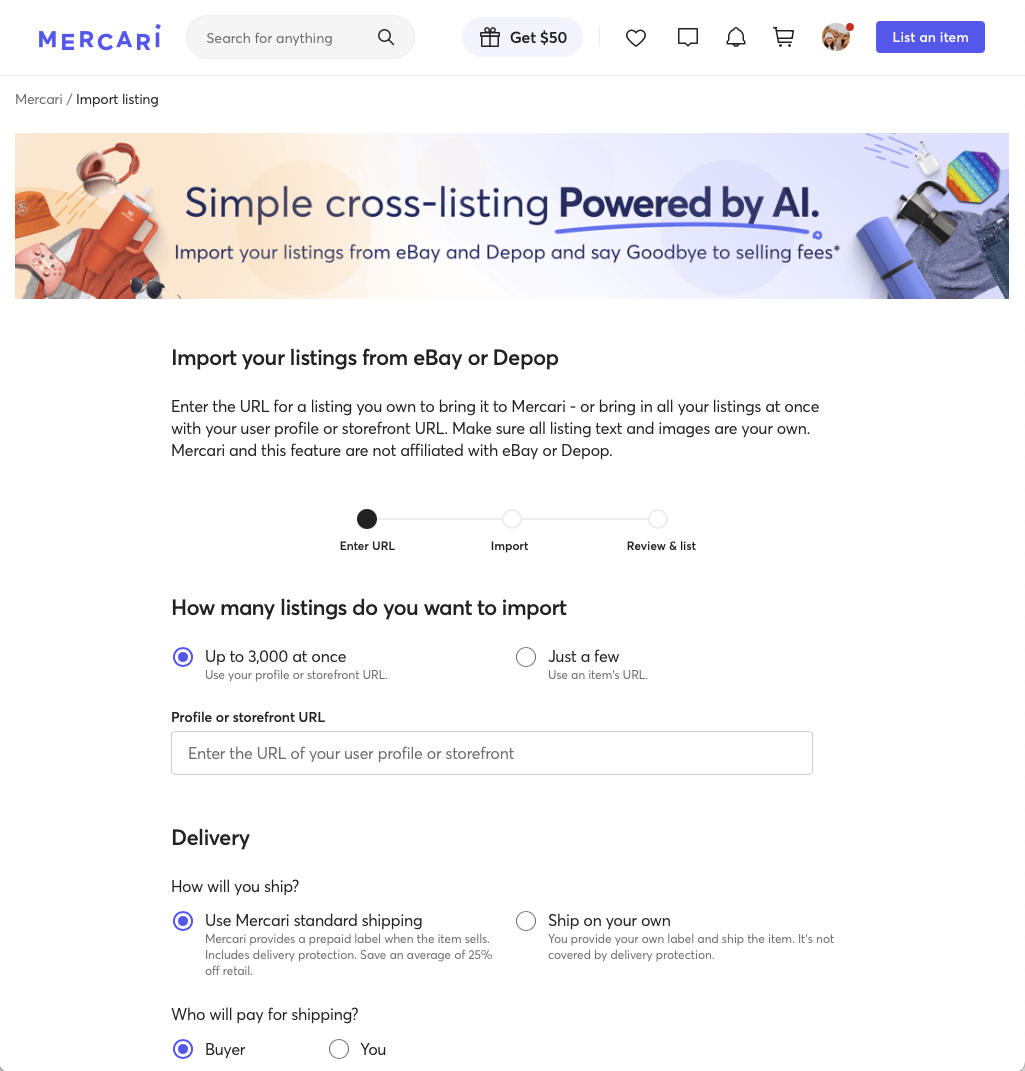 MERCARI
Search for anything
Get $50
List an item
Mercari / Import listing
Simple cross-listing Powered by AI.
Import your listings from eBay and Depop and say Goodbye to selling fees*
Import your listings from eBay or Depop
Enter the URL for a listing you own to bring it to Mercari - or bring in all your listings at once
with your user profile or storefront URL. Make sure all listing text and images are your own.
Mercari and this feature are not affiliated with eBay or Depop.
Enter URL
Import
Review & list
How many listings do you want to import
Up to 3,000 at once
Use your profile or storefront URL.
Just a few
Use an item's URL.
Profile or storefront URL
Enter the URL of your user profile or storefront
Delivery
How will you ship?
Use Mercari standard shipping
Mercari provides a prepaid label when the item sells.
Includes delivery protection. Save an average of 25%
off retail.
Ship on your own
You provide your own label and ship the item. It's not
covered by delivery protection.
Who will pay for shipping?
Buyer
You